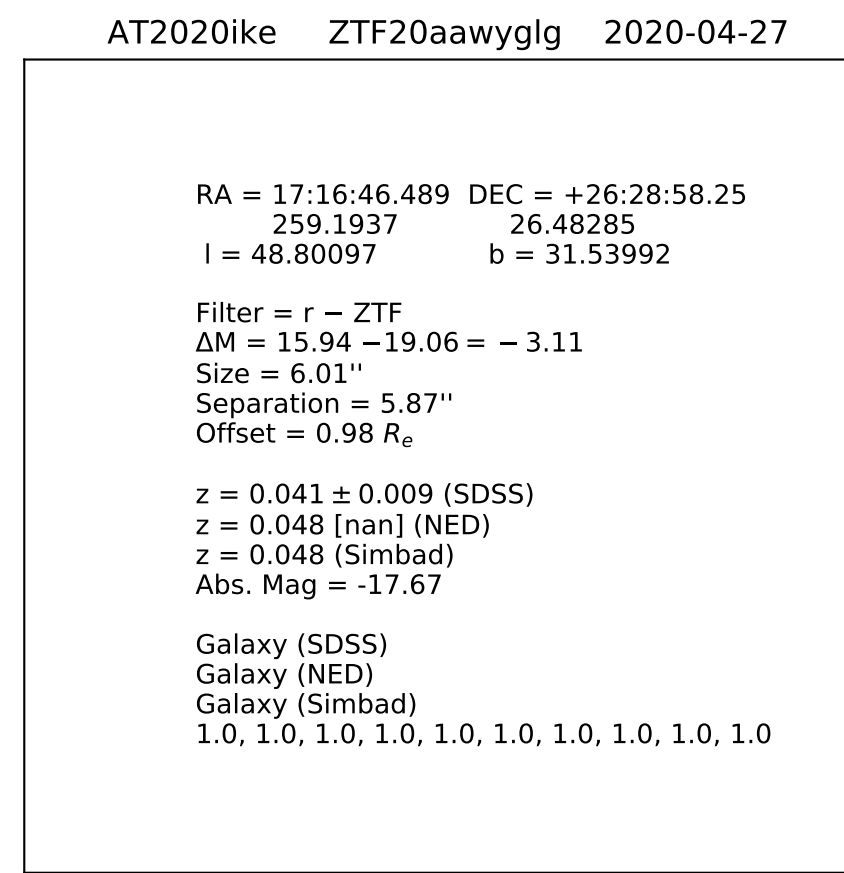 AT2020ike ZTF20aawyglg 2020-04-27
RA = 17:16:46.489 DEC = +26:28:58.25
259.1937 26.48285
l = 48.80097 b = 31.53992
Filter = r − ZTF
ΔM = 15.94 −19.06 = − 3.11
Size = 6.01''
Separation = 5.87''
Offset = 0.98 Re
z = 0.041 ± 0.009 (SDSS)
z = 0.048 [nan] (NED)
z = 0.048 (Simbad)
Abs. Mag = -17.67
Galaxy (SDSS)
Galaxy (NED)
Galaxy (Simbad)
1.0, 1.0, 1.0, 1.0, 1.0, 1.0, 1.0, 1.0, 1.0, 1.0